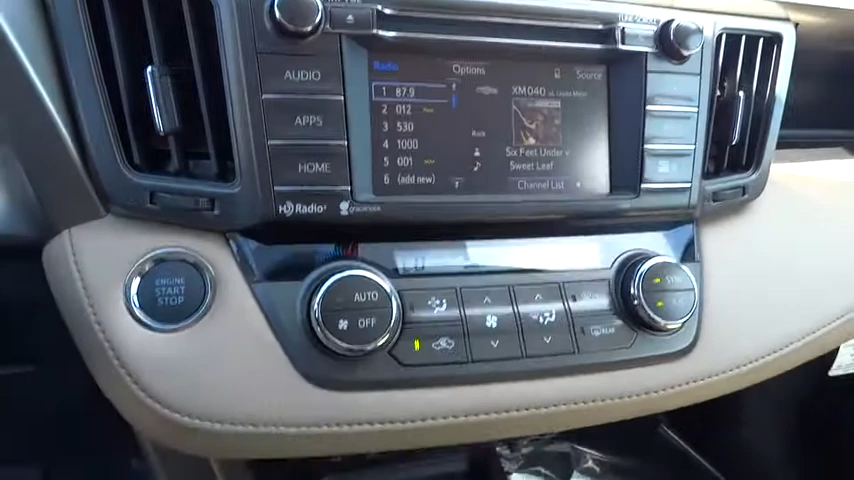 TUNE·SCROLL
AUDIO
APPS
HOME
HD Radio
gracenote
Radio
Options
Source
1 87.9
2 012
3 530
4 1000
5 001
6 (add new)
XM040
Rock
Six Feet Under
Sweet Leaf
Channel List
ENGINE
START
STOP
AUTO
OFF
SYNC
REAR